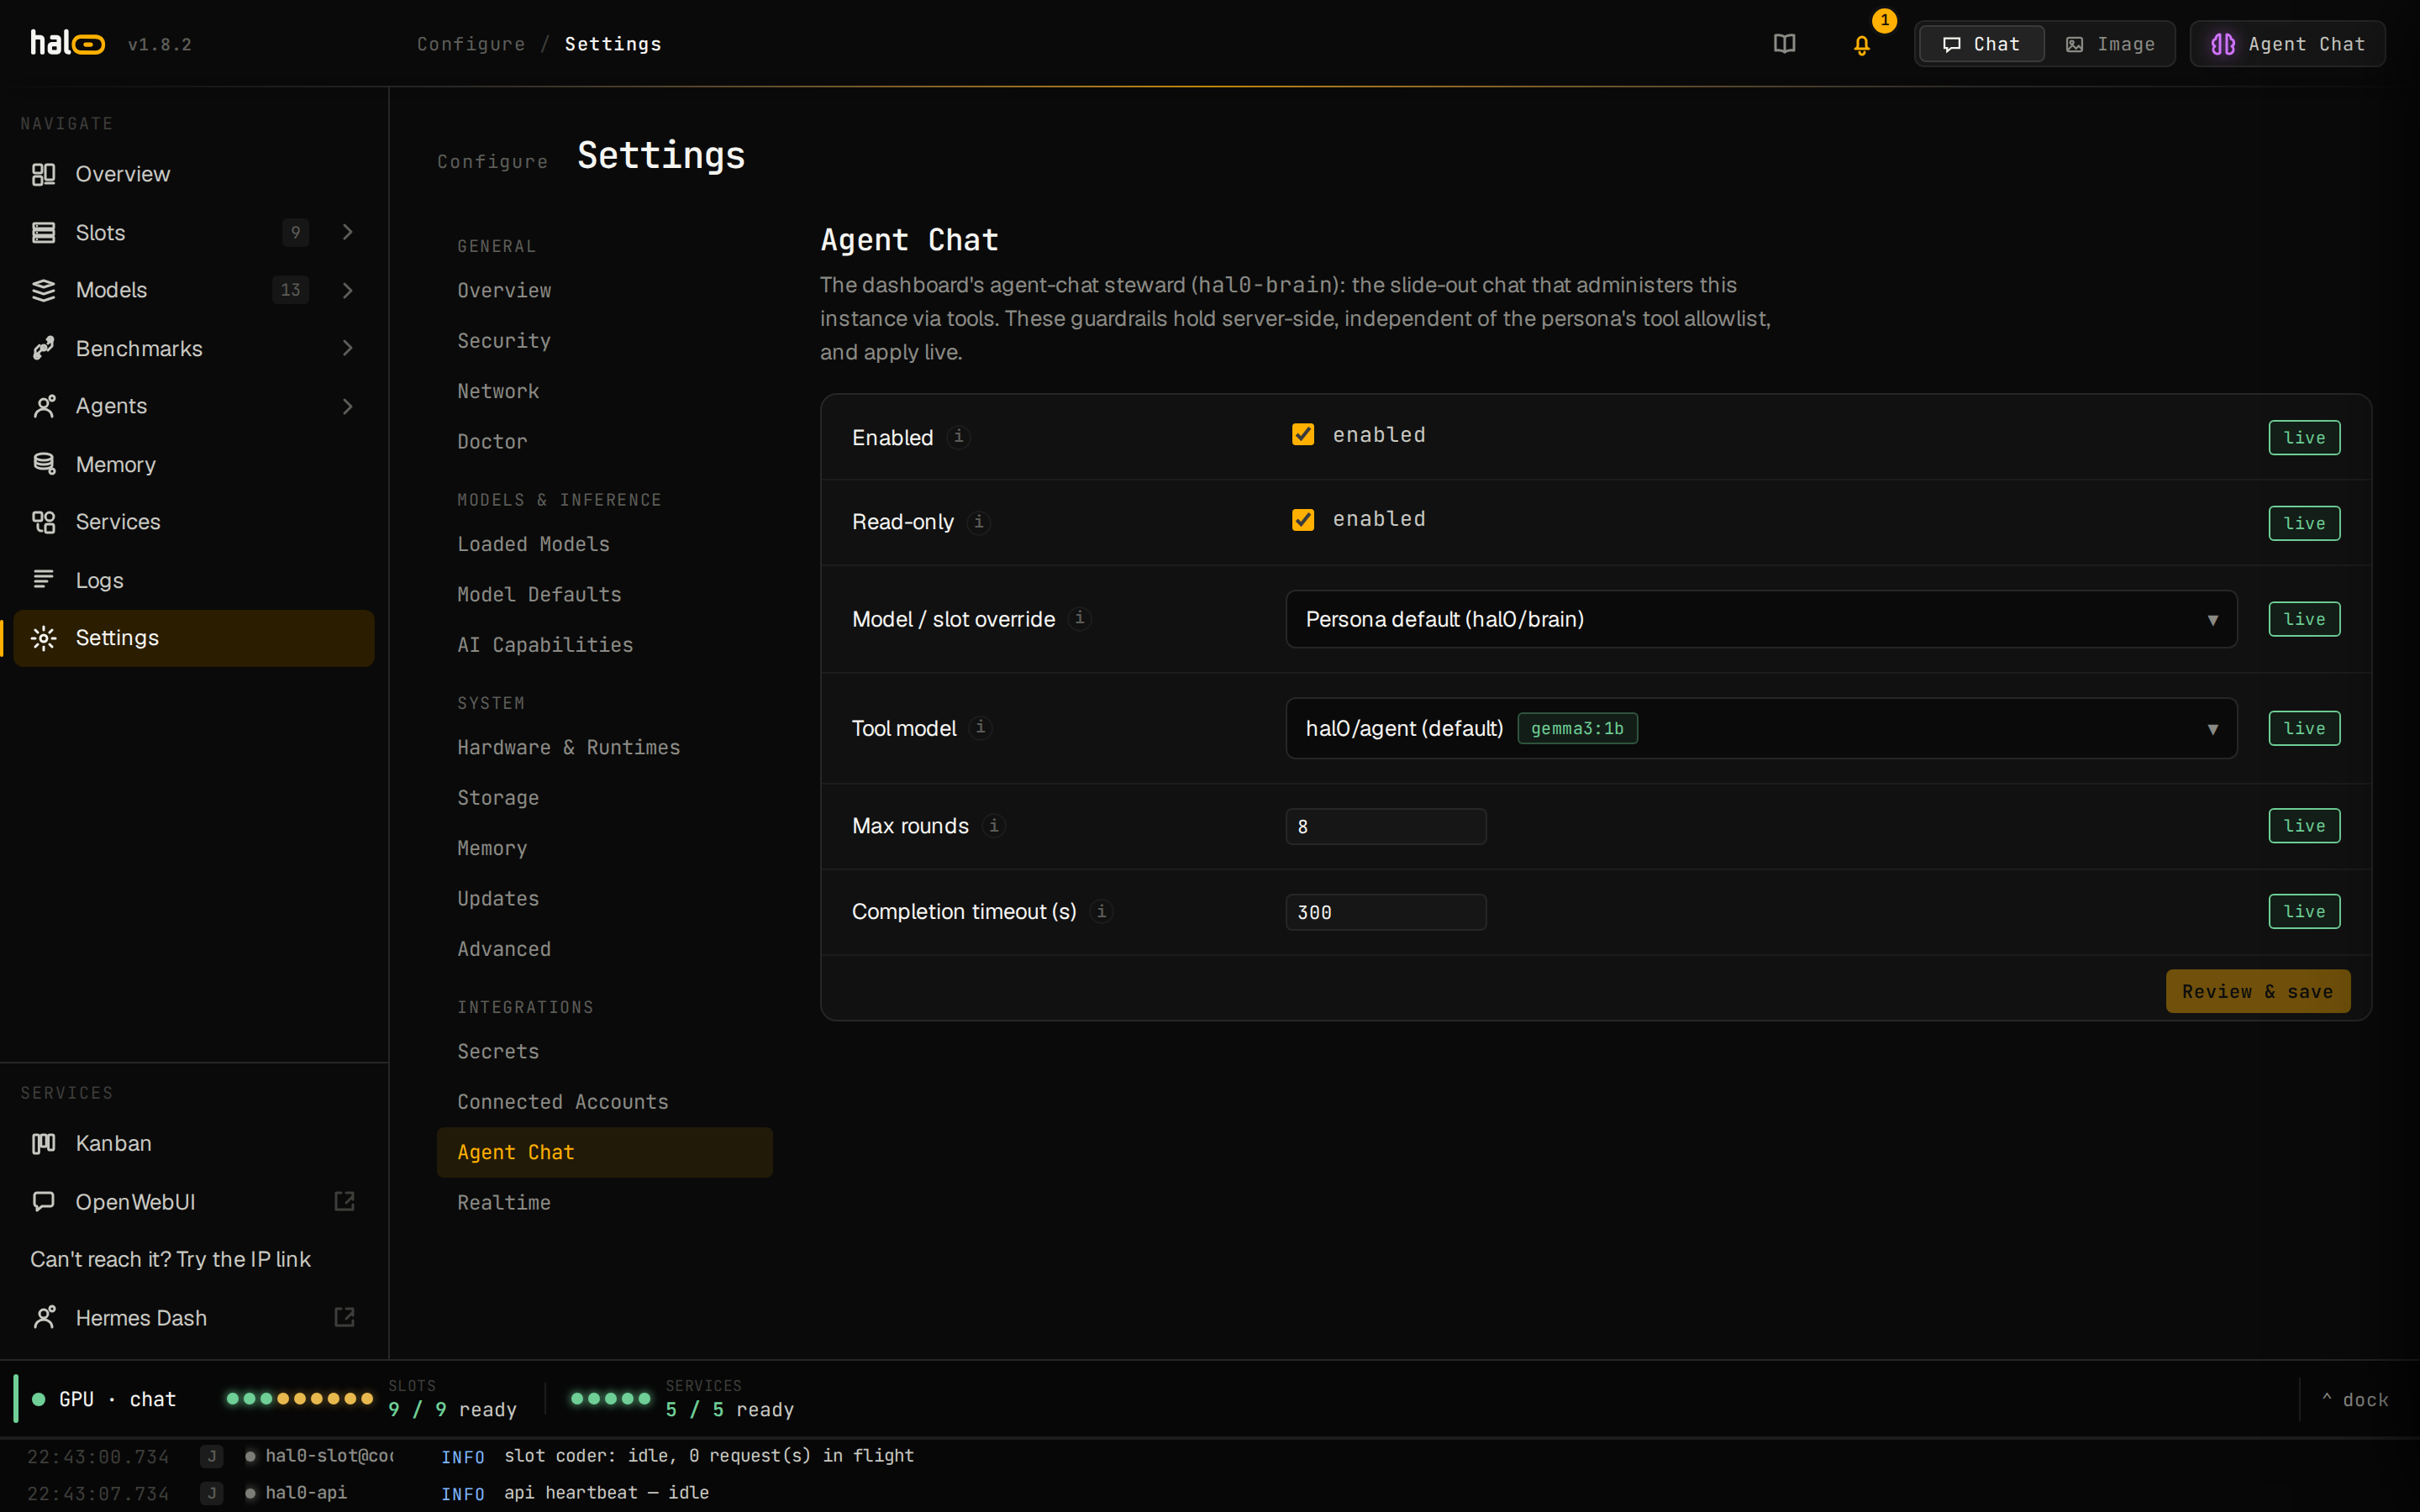 halo v1.8.2
Configure / Settings
1
Chat
Image
Agent Chat
NAVIGATE
Overview
Slots 9
Models 13
Benchmarks
Agents
Memory
Services
Logs
Settings
SERVICES
Kanban
OpenWebUI
Can't reach it? Try the IP link
Hermes Dash
Configure Settings
GENERAL
Overview
Security
Network
Doctor
MODELS & INFERENCE
Loaded Models
Model Defaults
AI Capabilities
SYSTEM
Hardware & Runtimes
Storage
Memory
Updates
Advanced
INTEGRATIONS
Secrets
Connected Accounts
Agent Chat
Realtime
Agent Chat
The dashboard's agent-chat steward (hal0-brain): the slide-out chat that administers this
instance via tools. These guardrails hold server-side, independent of the persona's tool allowlist,
and apply live.
Enabled i enabled live
Read-only i enabled live
Model / slot override i Persona default (hal0/brain) ▼ live
Tool model i hal0/agent (default) gemma3:1b ▼ live
Max rounds i 8 live
Completion timeout (s) i 300 live
Review & save
GPU · chat
SLOTS
9 / 9 ready
SERVICES
5 / 5 ready
^ dock
22:43:00.734 J hal0-slot@coc INFO slot coder: idle, 0 request(s) in flight
22:43:07.734 J hal0-api INFO api heartbeat — idle